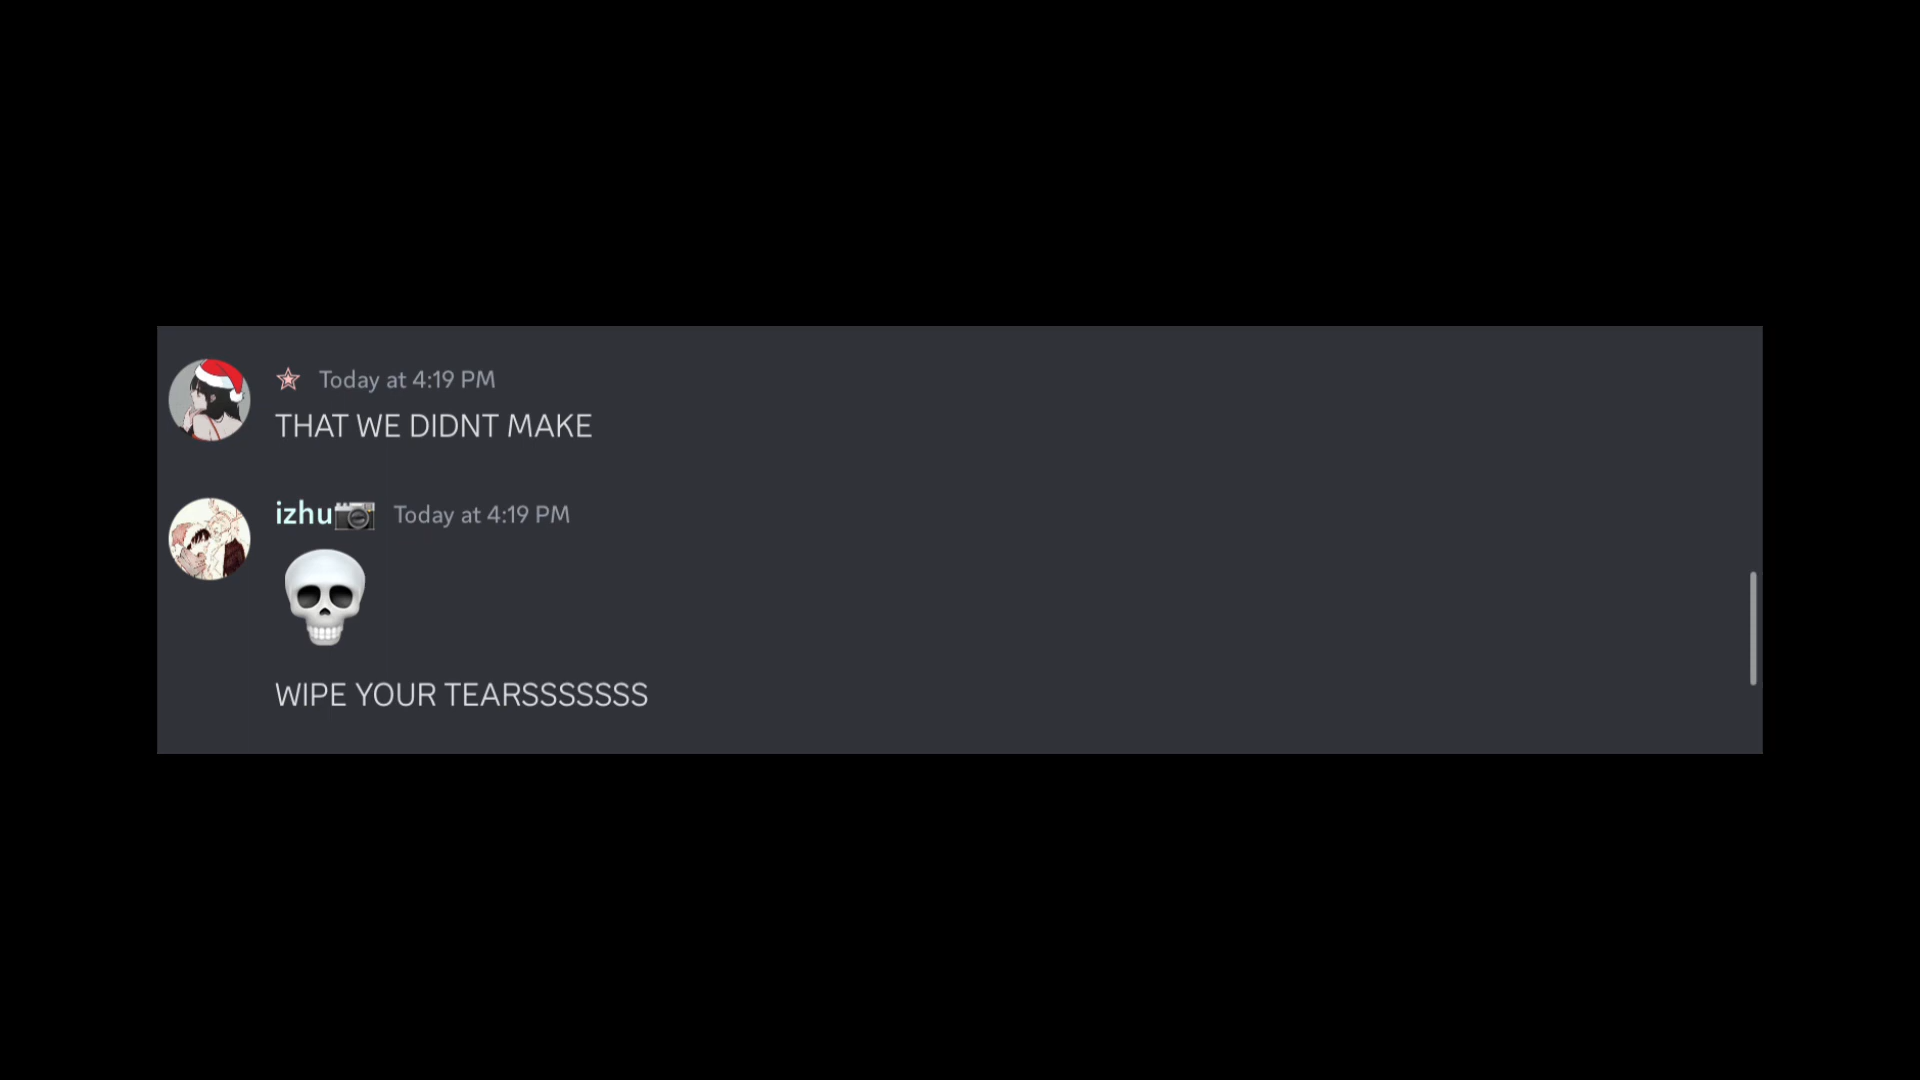 ☆ Today at 4:19 PM
THAT WE DIDNT MAKE
izhu📷 Today at 4:19 PM
💀
WIPE YOUR TEARSSSSSSS